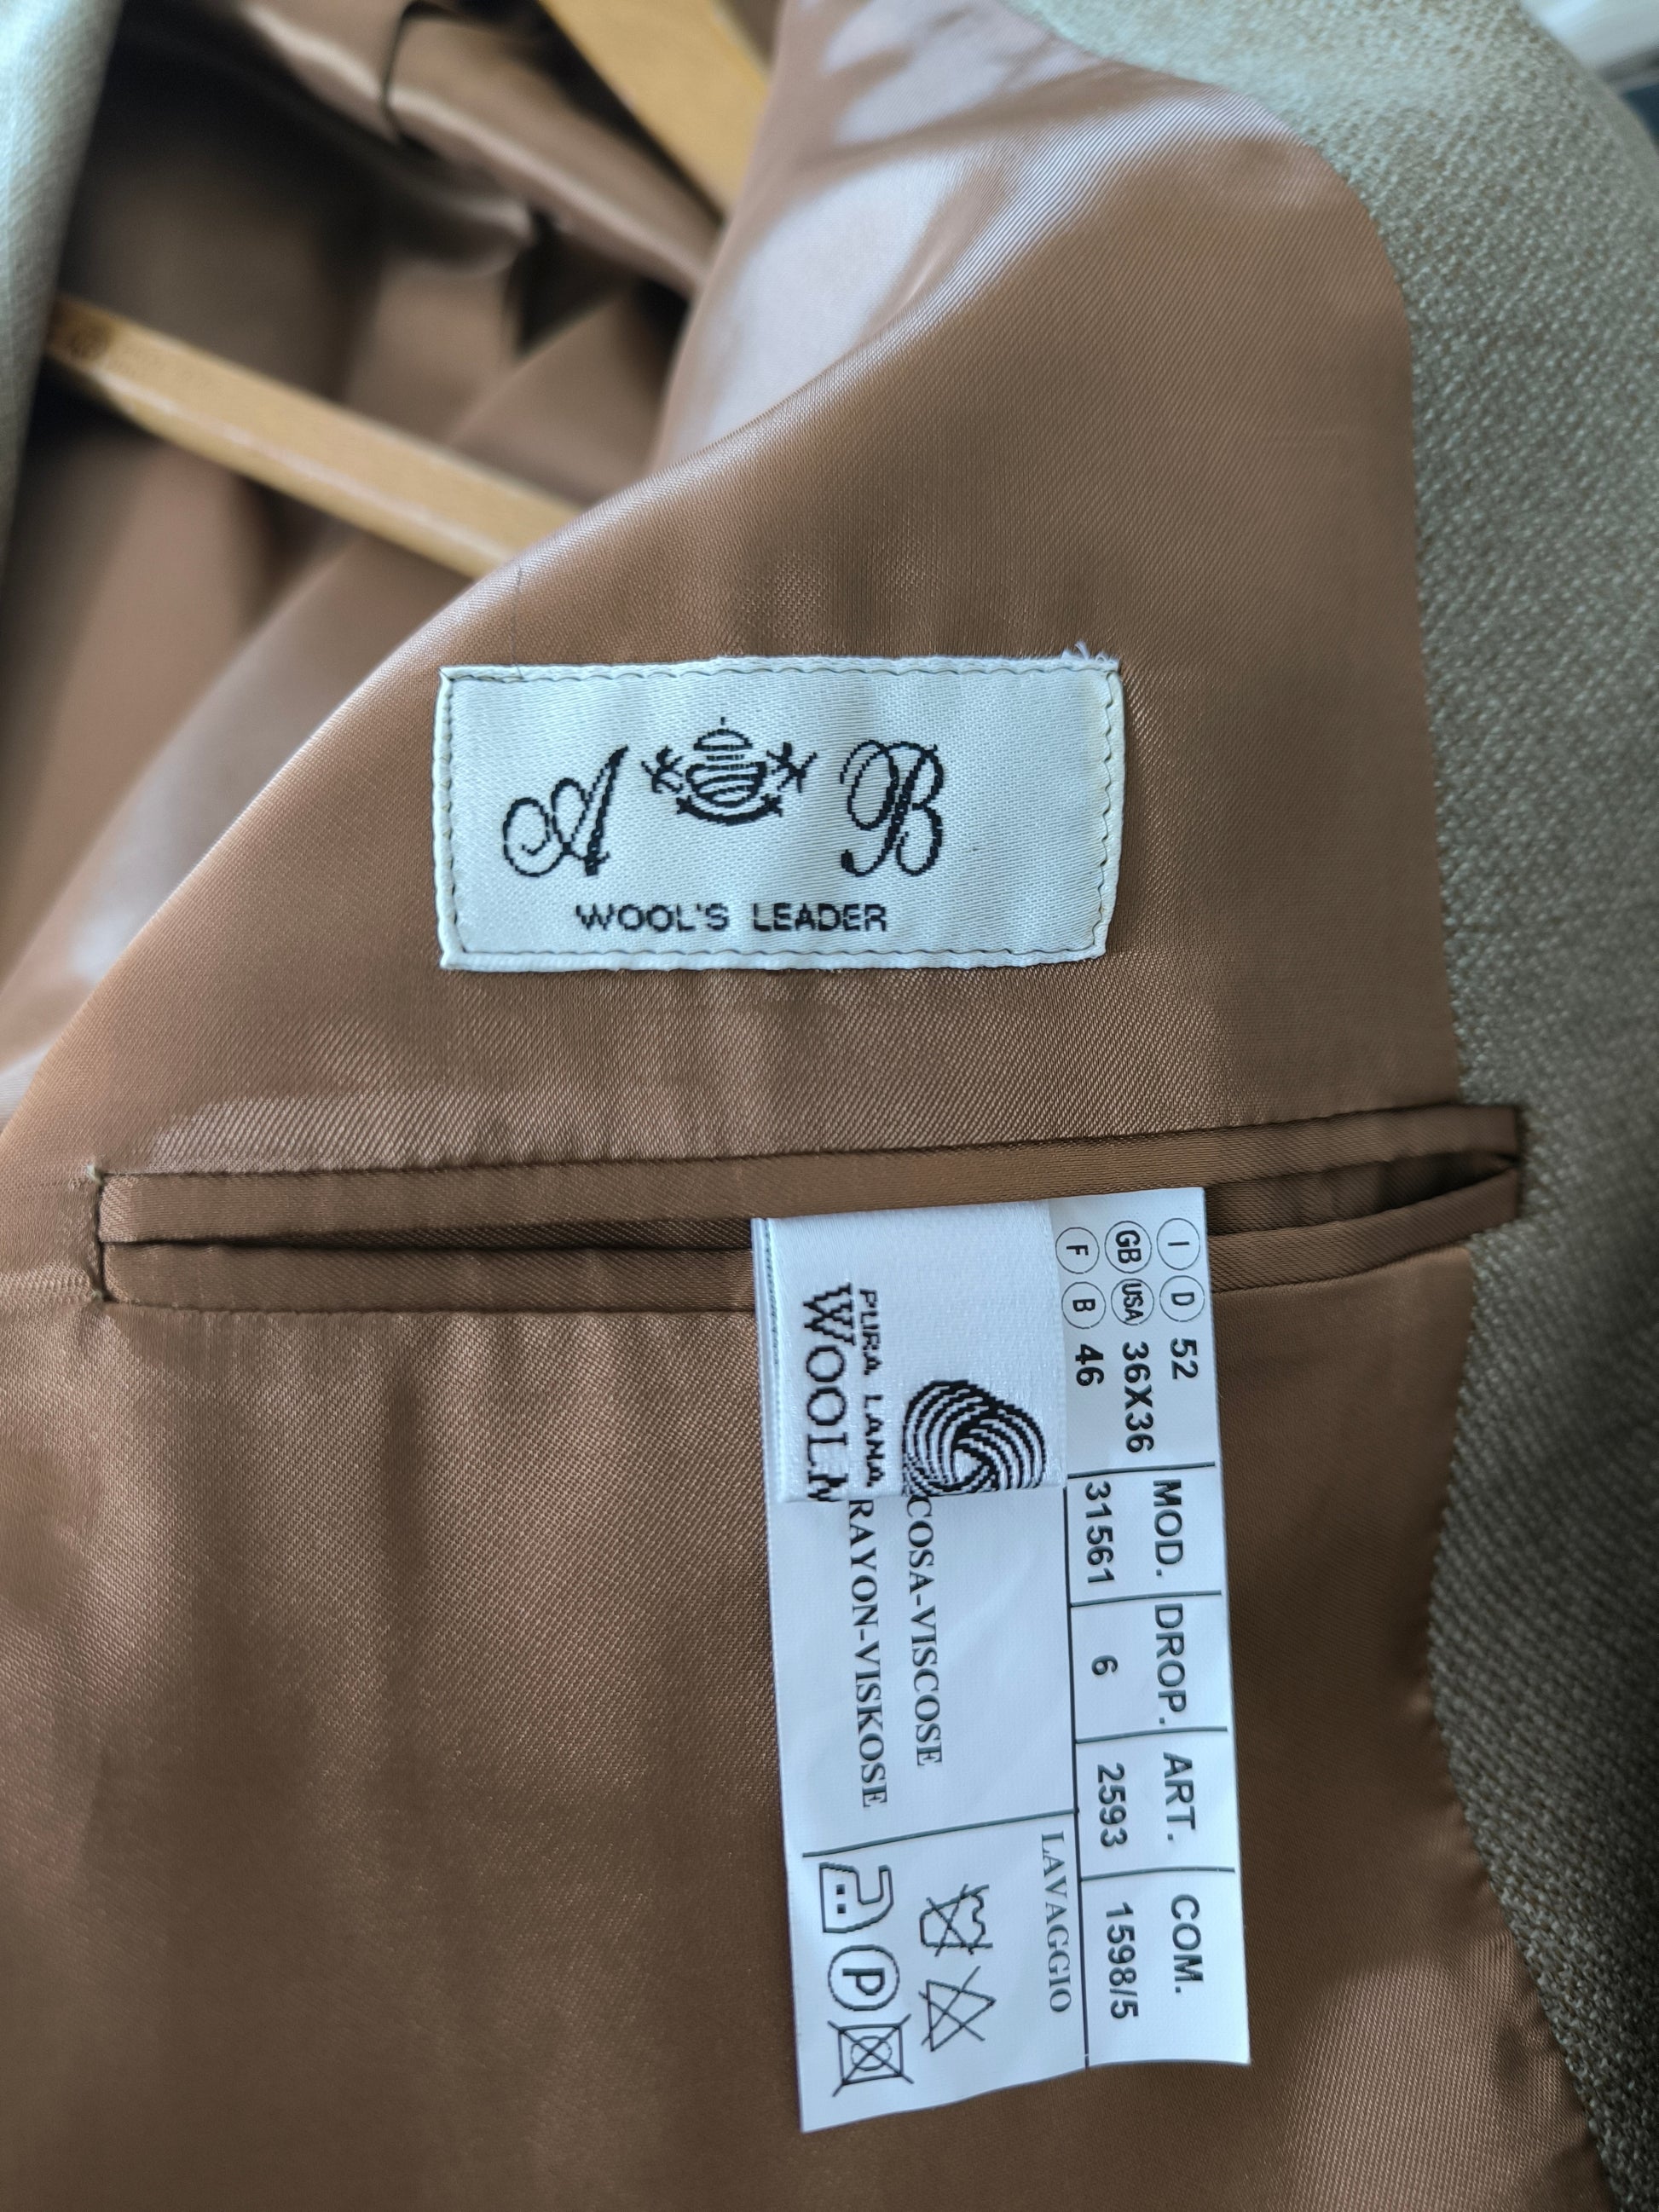 A B
WOOL'S LEADER
I D 52
GB USA 36X36
F B 46
MOD. DROP. ART. COM.
31561 6 2593 1598/5
PURA LANA
WOOLM
COSA-VISCOSE
RAYON-VISKOSE
LAVAGGIO
P